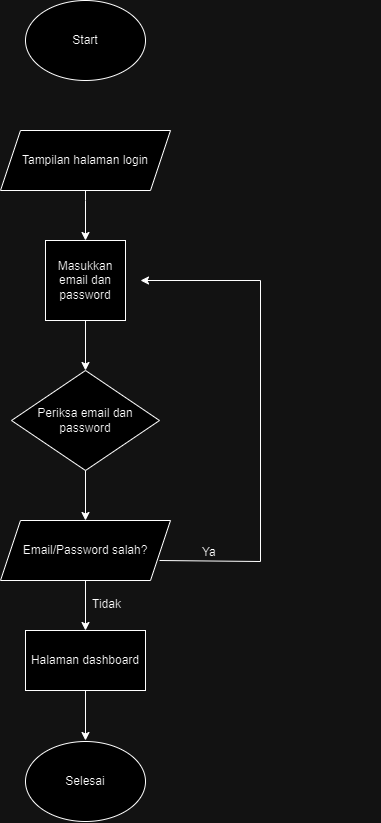 Start
Tampilan halaman login
Masukkan
email dan
password
Periksa email dan
password
Email/Password salah?
Ya
Tidak
Halaman dashboard
Selesai